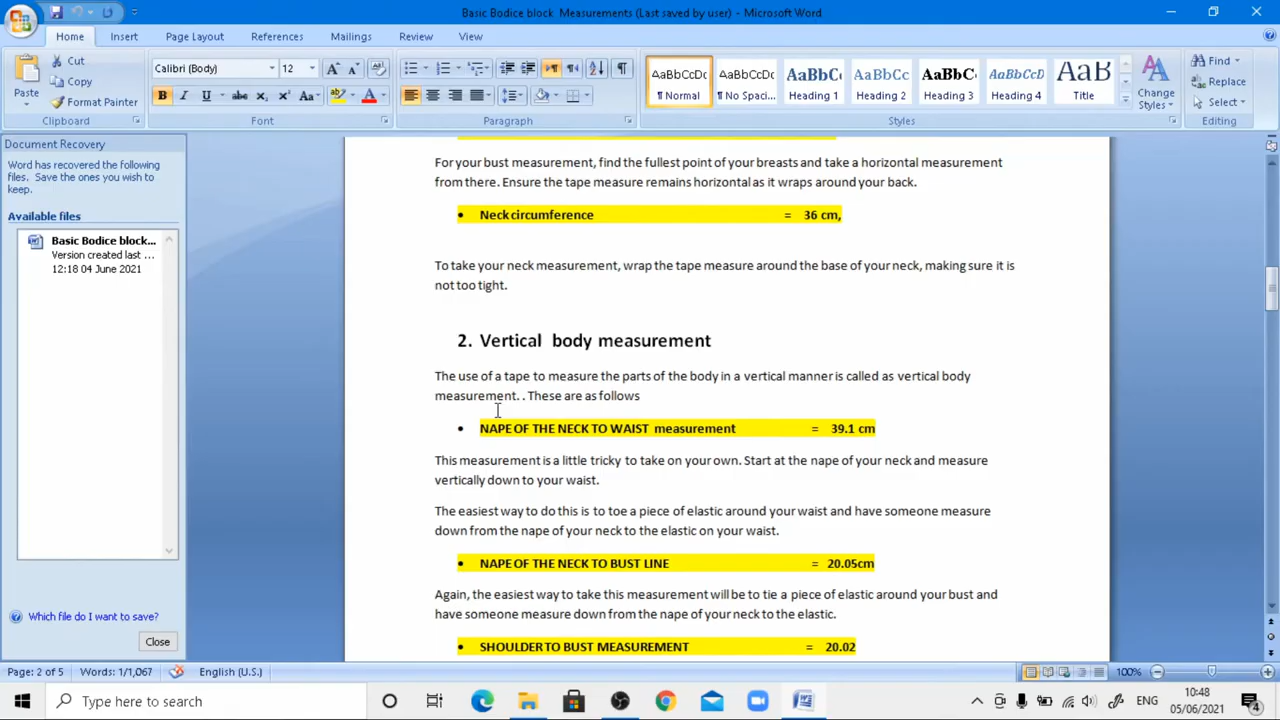 Basic Bodice block Measurements (Last saved by user) - Microsoft Word
Home Insert Page Layout References Mailings Review View
Paste
Cut
Copy
Format Painter
Clipboard
Calibri (Body) 12
Font
Paragraph
AaBbCcDc AaBbCcDc AaBbC AaBbCc AaBbC AaBbCcD AaB
¶ Normal ¶ No Spaci... Heading 1 Heading 2 Heading 3 Heading 4 Title
Change Styles
Styles
Find
Replace
Select
Editing
Document Recovery
Word has recovered the following
files. Save the ones you wish to
keep.
Available files
Basic Bodice block...
Version created last ...
12:18 04 June 2021
Which file do I want to save?
Close
For your bust measurement, find the fullest point of your breasts and take a horizontal measurement
from there. Ensure the tape measure remains horizontal as it wraps around your back.
• Neck circumference = 36 cm,
To take your neck measurement, wrap the tape measure around the base of your neck, making sure it is
not too tight.
2. Vertical body measurement
The use of a tape to measure the parts of the body in a vertical manner is called as vertical body
measurement. . These are as follows
• NAPE OF THE NECK TO WAIST measurement = 39.1 cm
This measurement is a little tricky to take on your own. Start at the nape of your neck and measure
vertically down to your waist.
The easiest way to do this is to toe a piece of elastic around your waist and have someone measure
down from the nape of your neck to the elastic on your waist.
• NAPE OF THE NECK TO BUST LINE = 20.05cm
Again, the easiest way to take this measurement will be to tie a piece of elastic around your bust and
have someone measure down from the nape of your neck to the elastic.
• SHOULDER TO BUST MEASUREMENT = 20.02
Page: 2 of 5 Words: 1/1,067 English (U.S.) 100%
Type here to search
ENG
10:48
05/06/2021
4